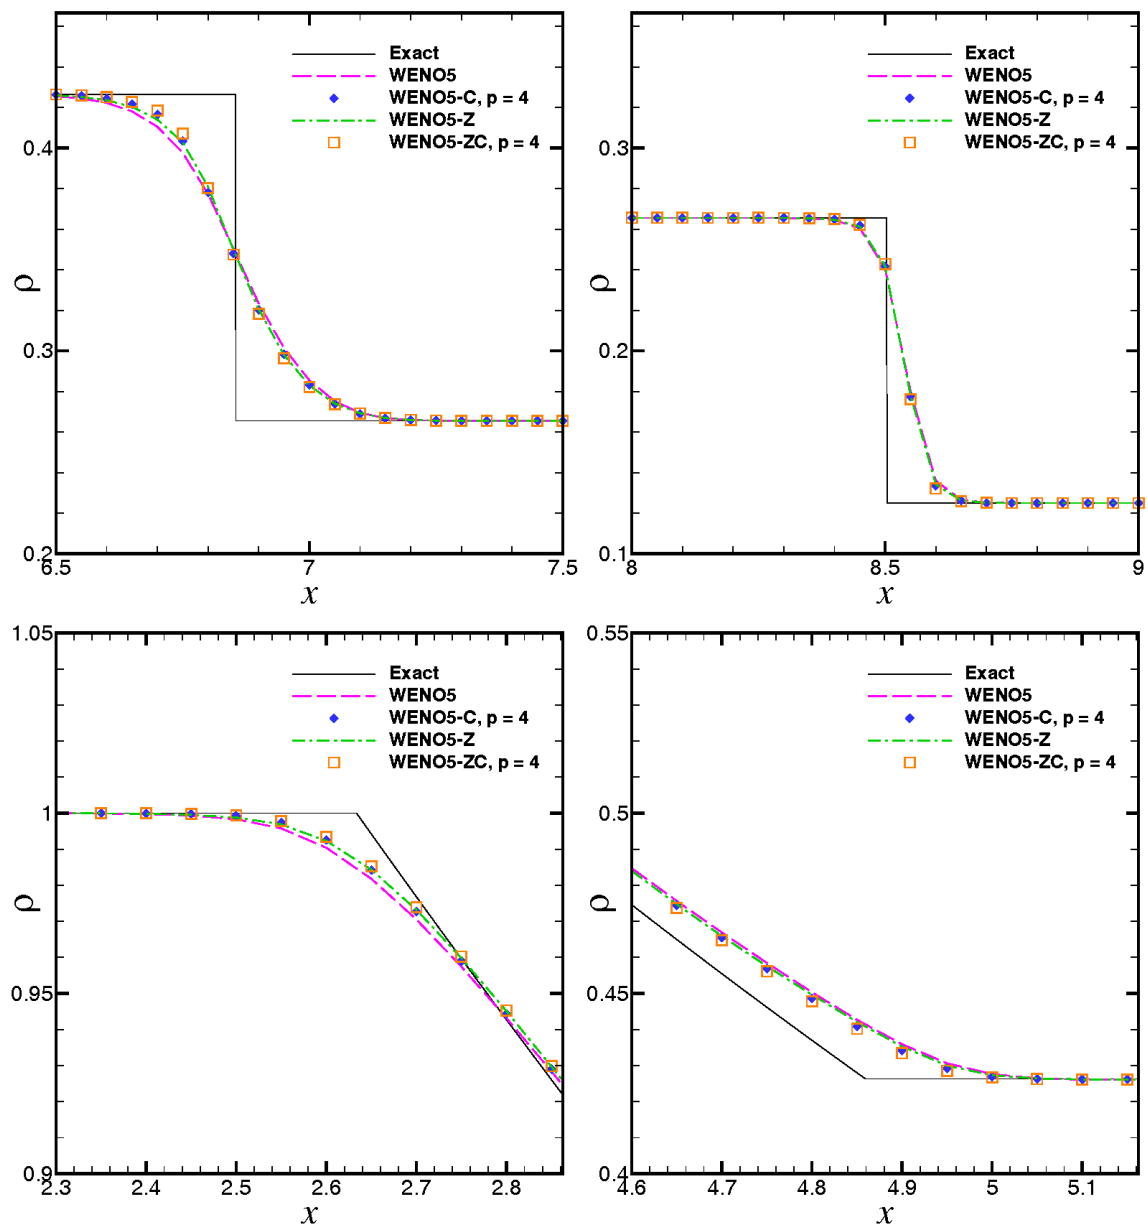 Exact
WENO5
WENO5-C, p = 4
WENO5-Z
WENO5-ZC, p = 4
0.4
0.3
0.2
ρ
6.5 7 7.5
x
Exact
WENO5
WENO5-C, p = 4
WENO5-Z
WENO5-ZC, p = 4
0.3
0.2
0.1
ρ
8 8.5 9
x
1.05
Exact
WENO5
WENO5-C, p = 4
WENO5-Z
WENO5-ZC, p = 4
1
0.95
0.9
ρ
2.3 2.4 2.5 2.6 2.7 2.8
x
0.55
Exact
WENO5
WENO5-C, p = 4
WENO5-Z
WENO5-ZC, p = 4
0.5
0.45
0.4
ρ
4.6 4.7 4.8 4.9 5 5.1
x